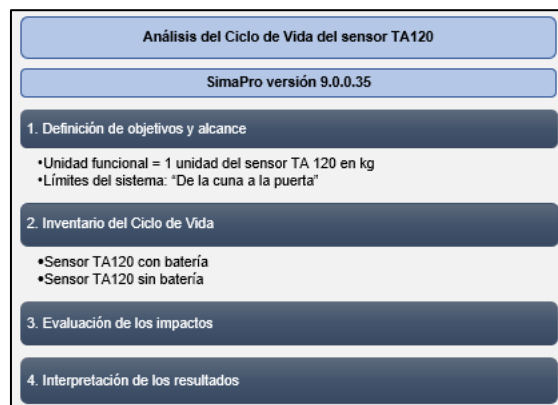 Análisis del Ciclo de Vida del sensor TA120
SimaPro versión 9.0.0.35
1. Definición de objetivos y alcance
•Unidad funcional = 1 unidad del sensor TA 120 en kg
•Límites del sistema: “De la cuna a la puerta”
2. Inventario del Ciclo de Vida
•Sensor TA120 con batería
•Sensor TA120 sin batería
3. Evaluación de los impactos
4. Interpretación de los resultados